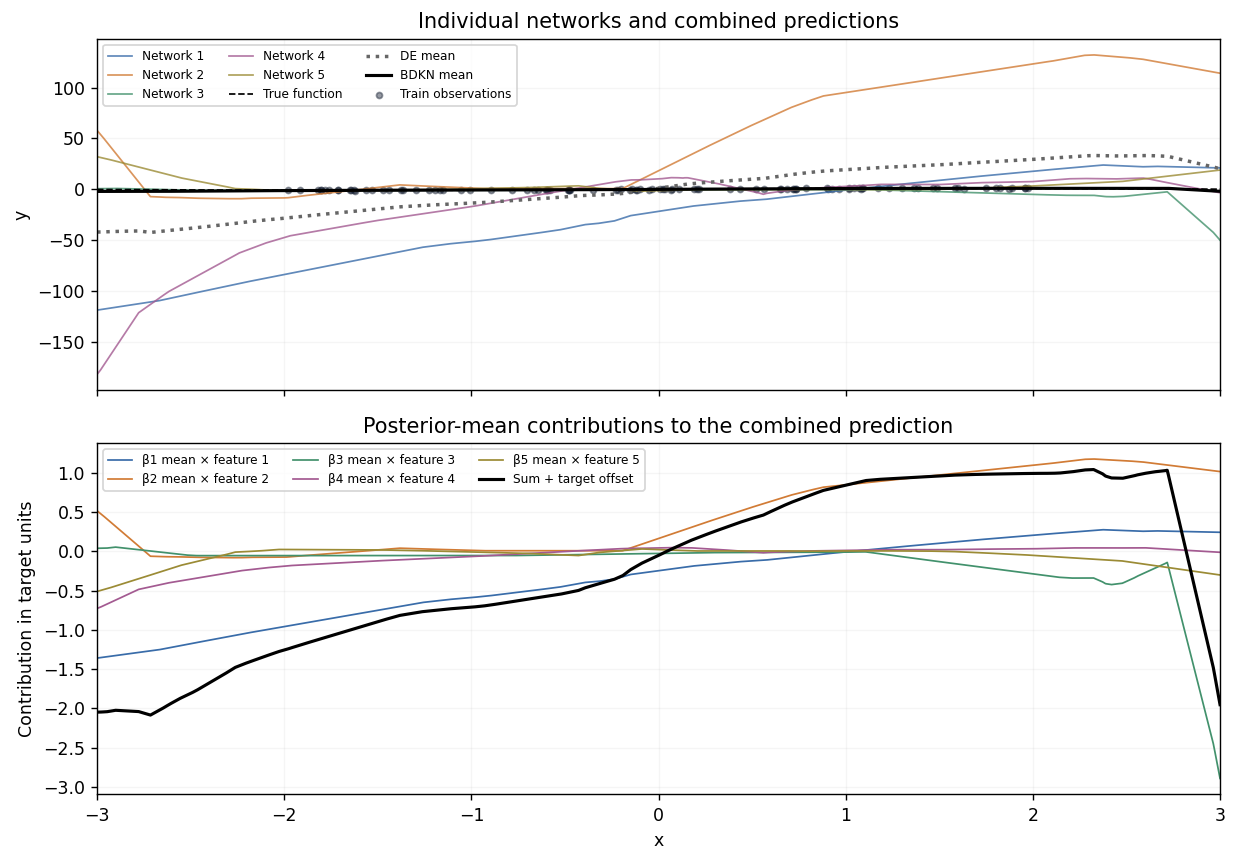 Individual networks and combined predictions
Network 1 Network 4 DE mean
Network 2 Network 5 BDKN mean
Network 3 True function Train observations
100
50
0
−50
−100
−150
y
Posterior-mean contributions to the combined prediction
β1 mean × feature 1 β3 mean × feature 3 β5 mean × feature 5
β2 mean × feature 2 β4 mean × feature 4 Sum + target offset
1.0
0.5
0.0
−0.5
−1.0
−1.5
−2.0
−2.5
−3.0
Contribution in target units
−3 −2 −1 0 1 2 3
x